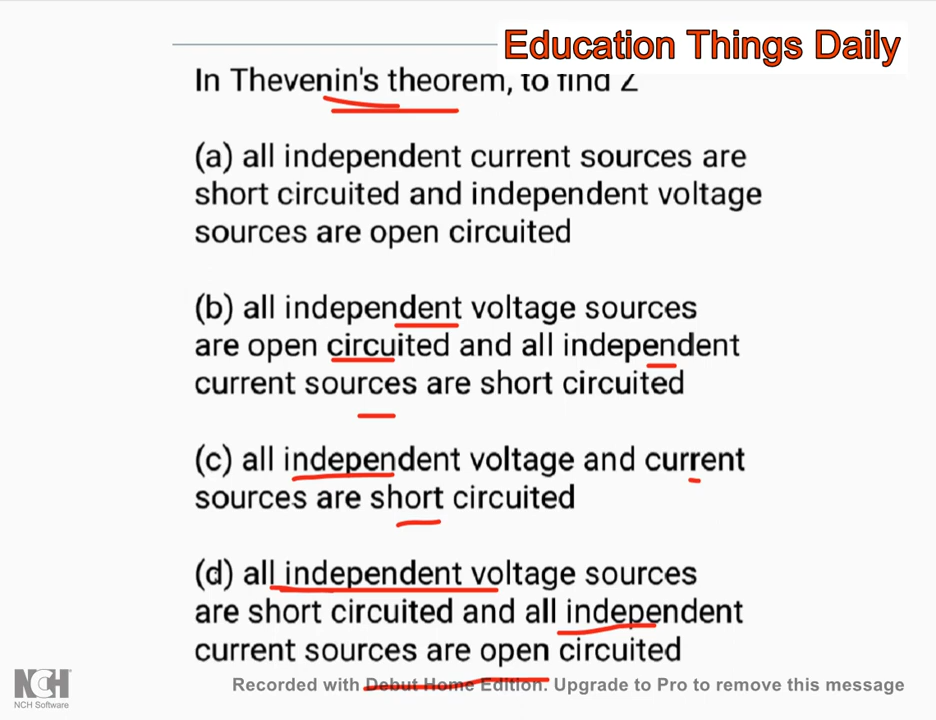 Education Things Daily
In Thevenin's theorem, to find Z
(a) all independent current sources are
short circuited and independent voltage
sources are open circuited
(b) all independent voltage sources
are open circuited and all independent
current sources are short circuited
(c) all independent voltage and current
sources are short circuited
(d) all independent voltage sources
are short circuited and all independent
current sources are open circuited
NCH
NCH Software
Recorded with Debut Home Edition. Upgrade to Pro to remove this message